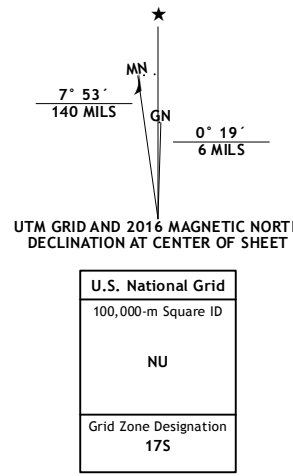 MN
7° 53´
140 MILS
GN
0° 19´
6 MILS
UTM GRID AND 2016 MAGNETIC NORTH
DECLINATION AT CENTER OF SHEET
U.S. National Grid
100,000-m Square ID
NU
Grid Zone Designation
17S